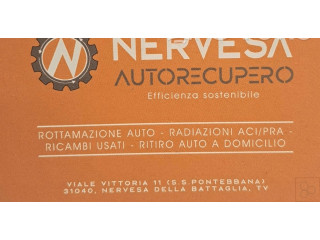 N
NERVESA
AUTORECUPERO
Efficienza sostenibile
ROTTAMAZIONE AUTO - RADIAZIONI ACI/PRA -
RICAMBI USATI - RITIRO AUTO A DOMICILIO
VIALE VITTORIA 11 (S.S.PONTEBBANA)
31040, NERVESA DELLA BATTAGLIA, TV